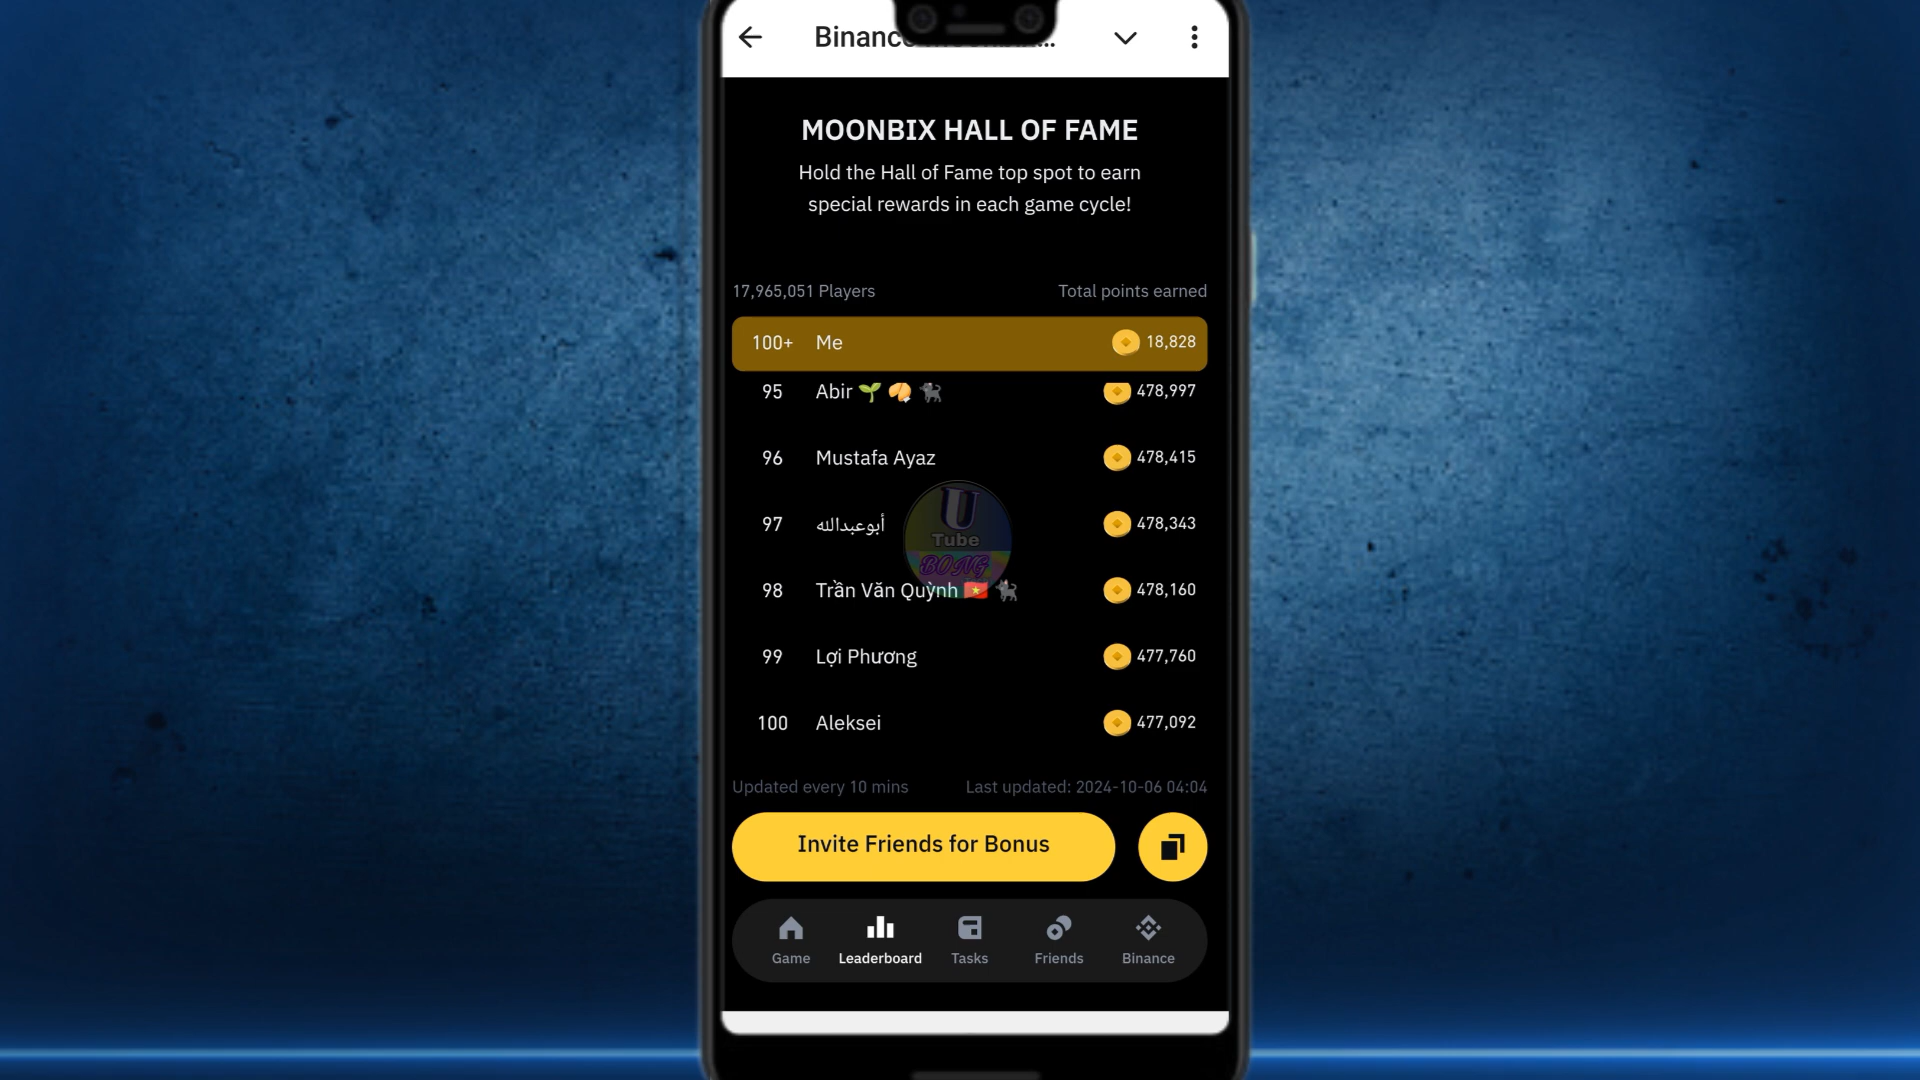 MOONBIX HALL OF FAME
Hold the Hall of Fame top spot to earn
special rewards in each game cycle!
17,965,051 Players Total points earned
100+ Me 18,828
95 Abir 🌱 🥠 🐈‍⬛ 478,997
96 Mustafa Ayaz 478,415
97 أبوعبدالله 478,343
U
Tube
BONG
98 Trần Văn Quỳnh 🇻🇳 🐈‍⬛ 478,160
99 Lợi Phương 477,760
100 Aleksei 477,092
Updated every 10 mins Last updated: 2024-10-06 04:04
Invite Friends for Bonus
Game Leaderboard Tasks Friends Binance